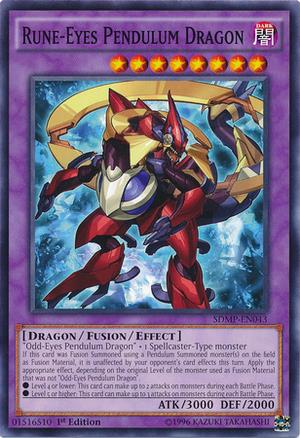 RUNE-EYES PENDULUM DRAGON
DARK
闇
SDMP-EN043
[DRAGON / FUSION / EFFECT]
"Odd-Eyes Pendulum Dragon" + 1 Spellcaster-Type monster
If this card was Fusion Summoned using a Pendulum Summoned monster(s) on the field
as Fusion Material, it is unaffected by your opponent's card effects this turn. Apply the
appropriate effect, depending on the original Level of the monster used as Fusion Material
that was not "Odd-Eyes Pendulum Dragon".
● Level 4 or lower: This card can make up to 2 attacks on monsters during each Battle Phase.
● Level 5 or higher: This card can make up to 3 attacks on monsters during each Battle Phase.
ATK/3000 DEF/2000
01516510 1st Edition ©1996 KAZUKI TAKAHASHI